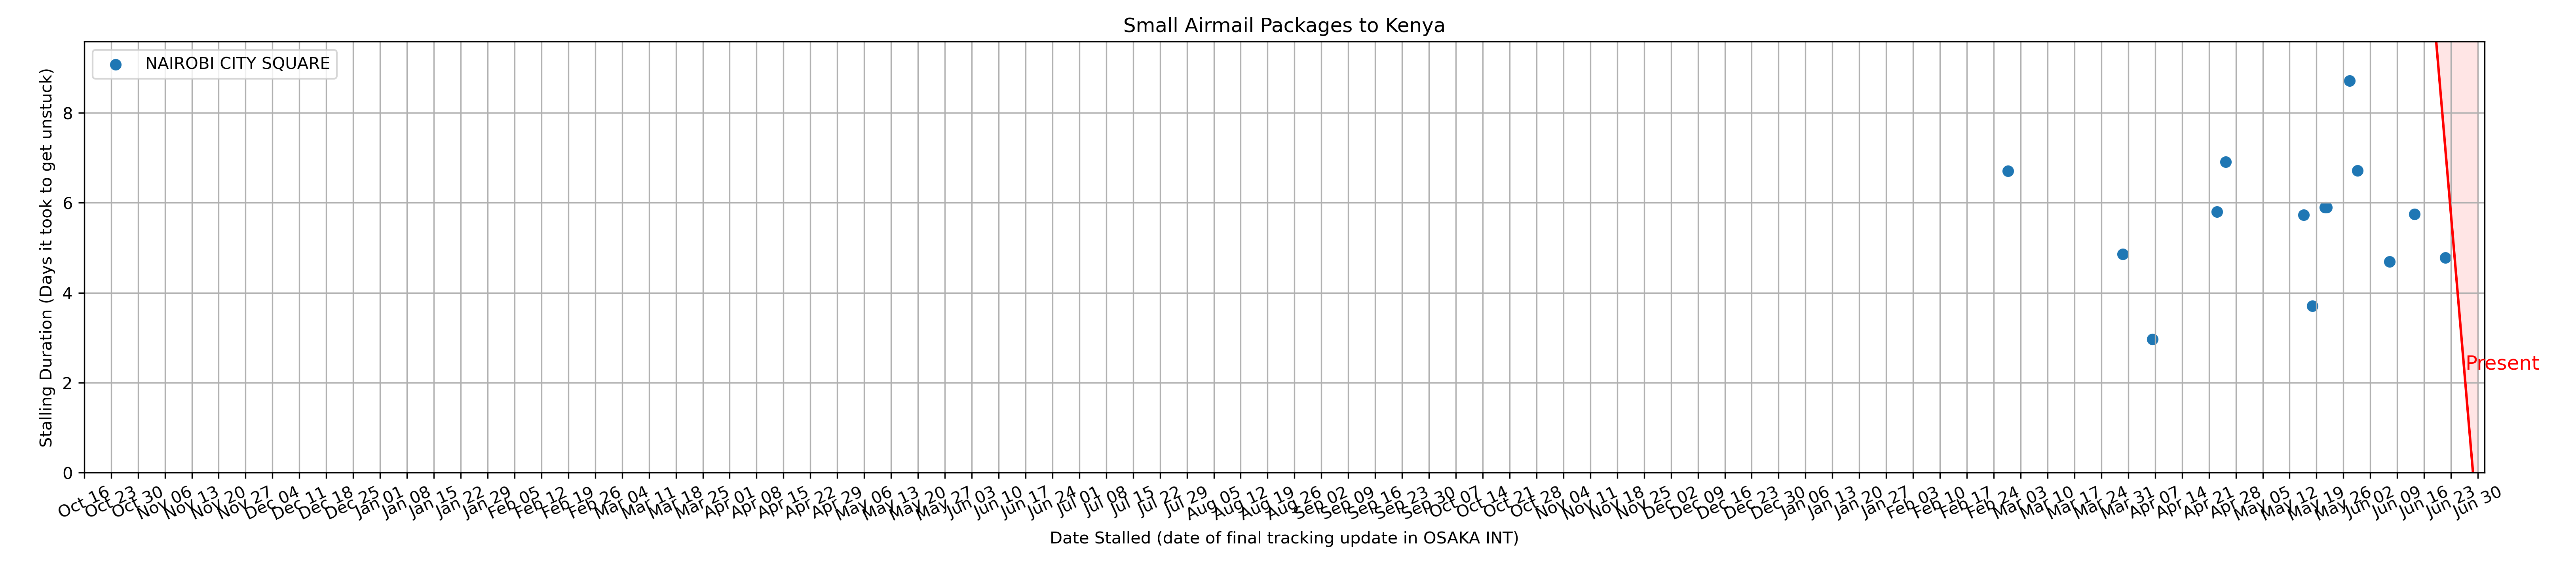 Small Airmail Packages to Kenya
NAIROBI CITY SQUARE
Stalling Duration (Days it took to get unstuck)
8
6
4
2
0
Present
Oct 16 Oct 23 Oct 30 Nov 06 Nov 13 Nov 20 Nov 27 Dec 04 Dec 11 Dec 18 Dec 25 Jan 01 Jan 08 Jan 15 Jan 22 Jan 29 Feb 05 Feb 12 Feb 19 Feb 26 Mar 04 Mar 11 Mar 18 Mar 25 Apr 01 Apr 08 Apr 15 Apr 22 Apr 29 May 06 May 13 May 20 May 27 Jun 03 Jun 10 Jun 17 Jun 24 Jul 01 Jul 08 Jul 15 Jul 22 Jul 29 Aug 05 Aug 12 Aug 19 Aug 26 Sep 02 Sep 09 Sep 16 Sep 23 Sep 30 Oct 07 Oct 14 Oct 21 Oct 28 Nov 04 Nov 11 Nov 18 Nov 25 Dec 02 Dec 09 Dec 16 Dec 23 Dec 30 Jan 06 Jan 13 Jan 20 Jan 27 Feb 03 Feb 10 Feb 17 Feb 24 Mar 03 Mar 10 Mar 17 Mar 24 Mar 31 Apr 07 Apr 14 Apr 21 Apr 28 May 05 May 12 May 19 May 26 Jun 02 Jun 09 Jun 16 Jun 23 Jun 30
Date Stalled (date of final tracking update in OSAKA INT)